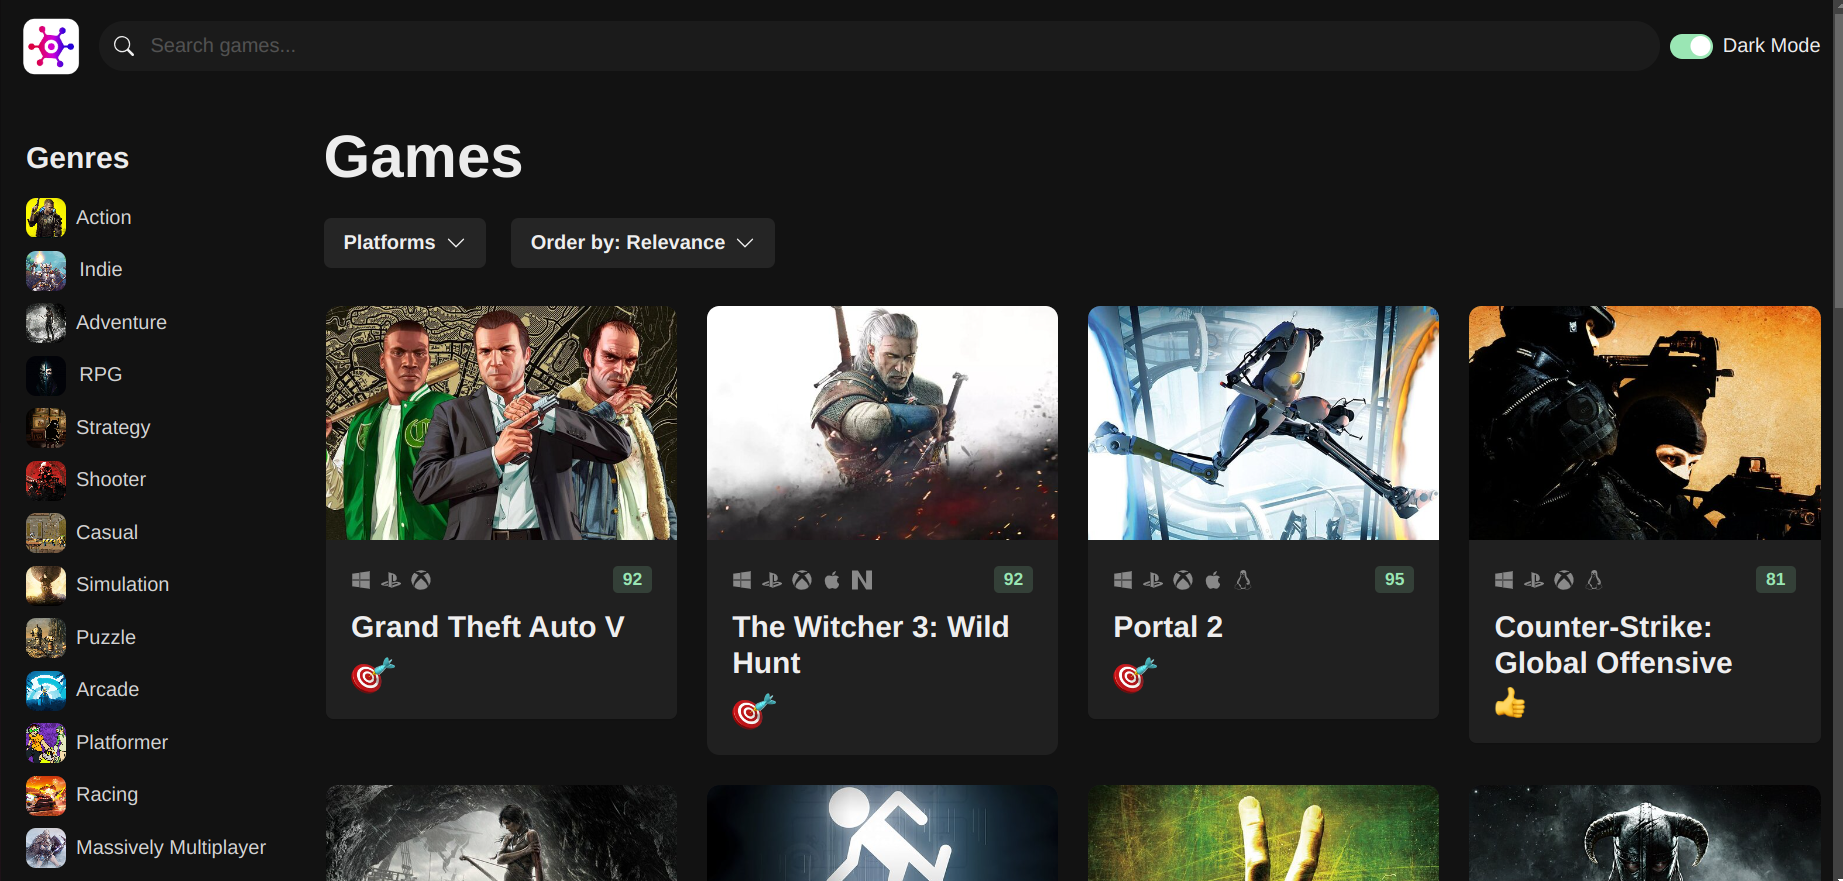 Search games...
Dark Mode
Genres
Action
Indie
Adventure
RPG
Strategy
Shooter
Casual
Simulation
Puzzle
Arcade
Platformer
Racing
Massively Multiplayer
Games
Platforms
Order by: Relevance
92
Grand Theft Auto V
92
The Witcher 3: Wild
Hunt
95
Portal 2
81
Counter-Strike:
Global Offensive